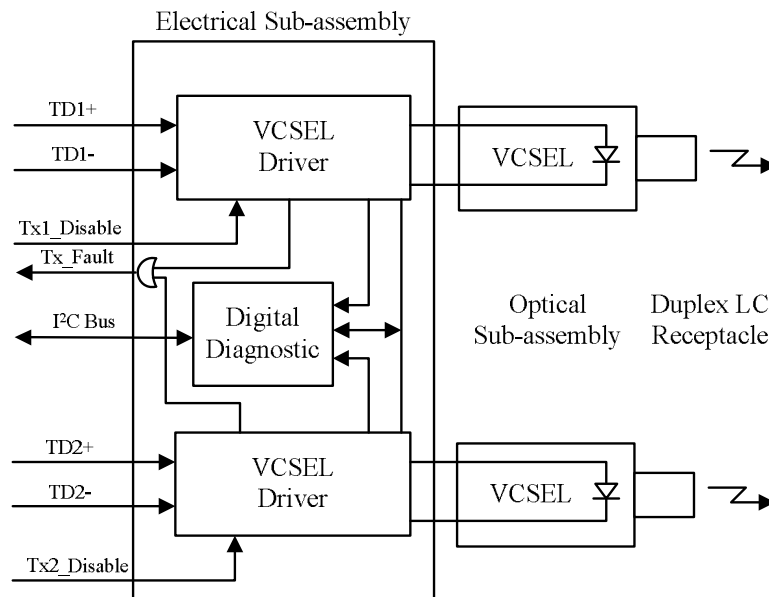 Electrical Sub-assembly
TD1+
TD1-
Tx1_Disable
Tx_Fault
I²C Bus
TD2+
TD2-
Tx2_Disable
VCSEL
Driver
Digital
Diagnostic
VCSEL
Driver
VCSEL
Optical
Sub-assembly
Duplex LC
Receptacle
VCSEL